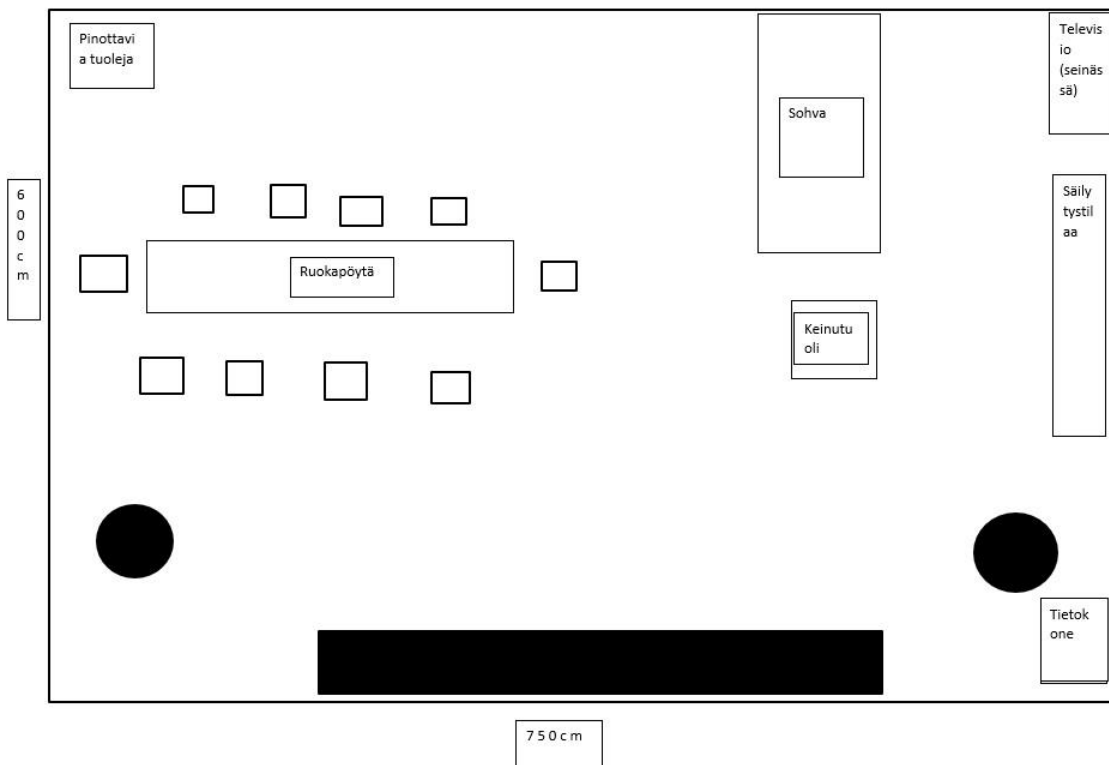 Pinottavi
a tuoleja
Televis
io
(seinäs
sä)
Sohva
6
0 0
c
m
Säily
tystil
aa
Ruokapöytä
Keinutu
oli
Tietok
one
7 5 0 c m